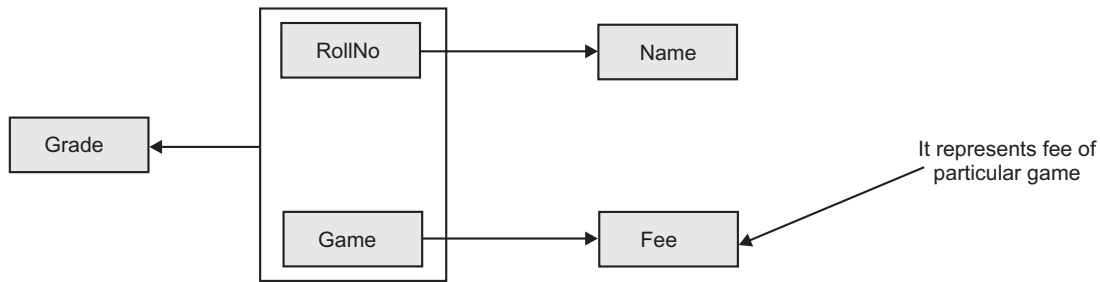 RollNo
Name
Grade
It represents fee of
particular game
Game
Fee